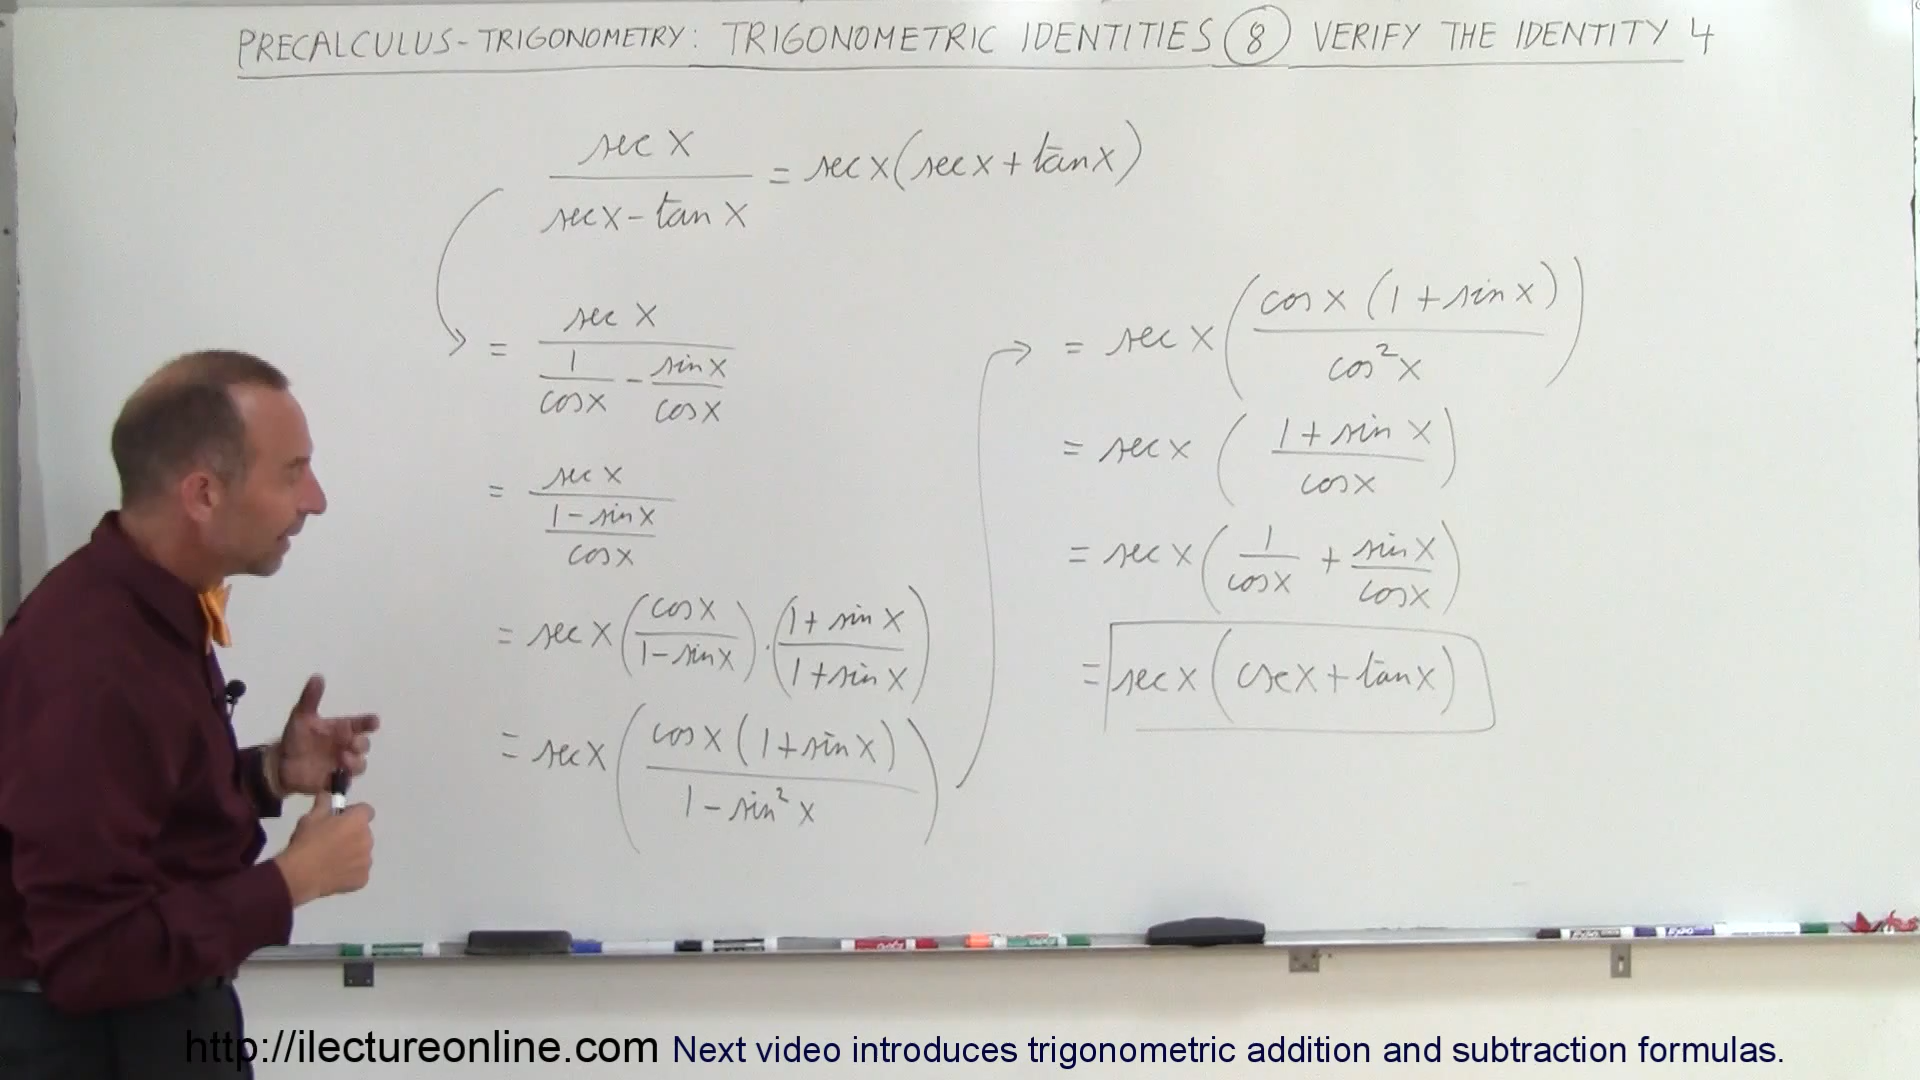 PRECALCULUS - TRIGONOMETRY: TRIGONOMETRIC IDENTITIES 8 VERIFY THE IDENTITY 4
sec x / (sec x - tan x) = sec x (sec x + tan x)
= sec x / (1/cos x - sin x/cos x)
= sec x / ((1 - sin x)/cos x)
= sec x (cos x / (1 - sin x)) · ((1 + sin x) / (1 + sin x))
= sec x (cos x (1 + sin x) / (1 - sin² x))
= sec x (cos x (1 + sin x) / cos² x)
= sec x ((1 + sin x) / cos x)
= sec x (1/cos x + sin x/cos x)
= sec x (csc x + tan x)
http://ilectureonline.com Next video introduces trigonometric addition and subtraction formulas.